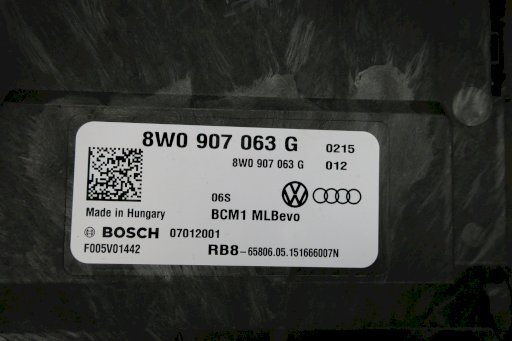 8W0 907 063 G 0215
8W0 907 063 G 012
06S
Made in Hungary BCM1 MLBevo
BOSCH 07012001
F005V01442 RB8-65806.05.151666007N